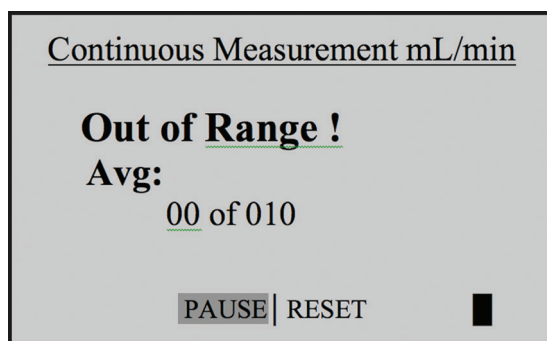 Continuous Measurement mL/min
Out of Range !
Avg:
00 of 010
PAUSE| RESET